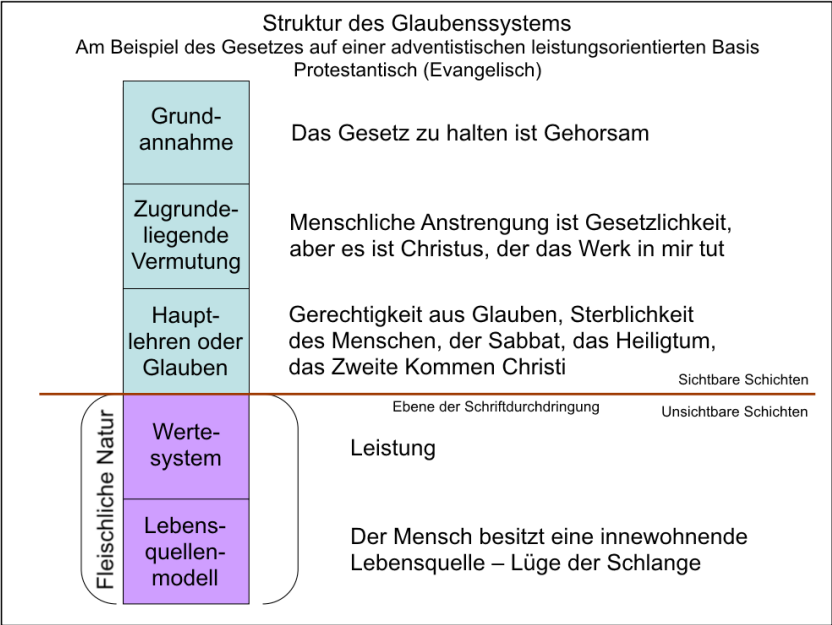 Struktur des Glaubenssystems
Am Beispiel des Gesetzes auf einer adventistischen leistungsorientierten Basis
Protestantisch (Evangelisch)
Grund-
annahme
Das Gesetz zu halten ist Gehorsam
Zugrunde-
liegende
Vermutung
Menschliche Anstrengung ist Gesetzlichkeit,
aber es ist Christus, der das Werk in mir tut
Haupt-
lehren oder
Glauben
Gerechtigkeit aus Glauben, Sterblichkeit
des Menschen, der Sabbat, das Heiligtum,
das Zweite Kommen Christi
Sichtbare Schichten
Ebene der Schriftdurchdringung
Unsichtbare Schichten
Fleischliche Natur
Werte-
system
Leistung
Lebens-
quellen-
modell
Der Mensch besitzt eine innewohnende
Lebensquelle – Lüge der Schlange